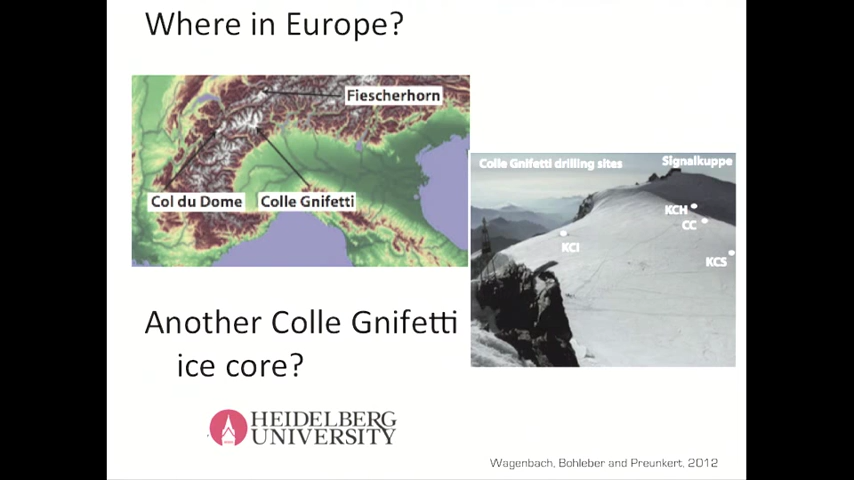 Where in Europe?
Fiescherhorn
Col du Dome
Colle Gnifetti
Colle Gnifetti drilling sites
Signalkuppe
KCH
CC
KCI
KCS
Another Colle Gnifetti
ice core?
HEIDELBERG
UNIVERSITY
Wagenbach, Bohleber and Preunkert, 2012